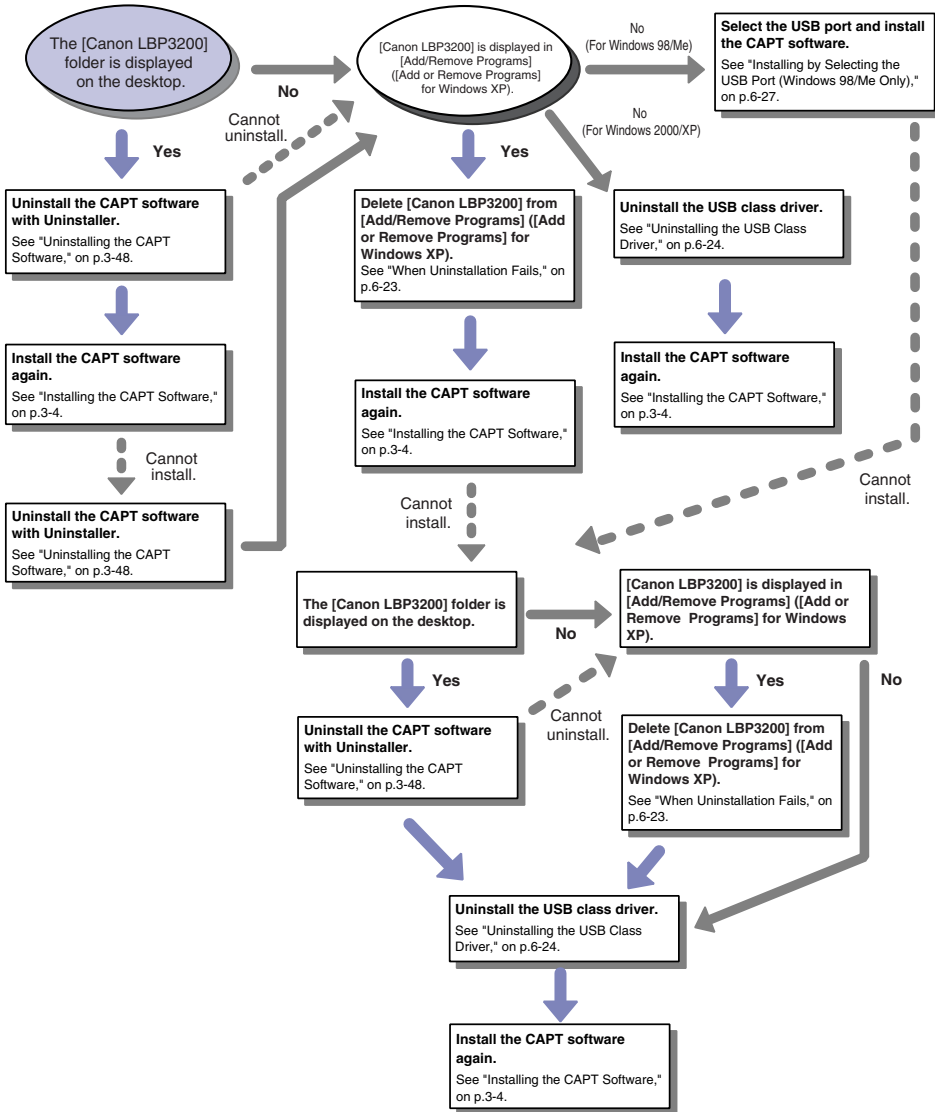 The [Canon LBP3200]
folder is displayed
on the desktop.
No
[Canon LBP3200] is displayed in
[Add/Remove Programs]
([Add or Remove Programs]
for Windows XP).
No
(For Windows 98/Me)
Select the USB port and install
the CAPT software.
See "Installing by Selecting the
USB Port (Windows 98/Me Only),"
on p.6-27.
Cannot
uninstall.
No
(For Windows 2000/XP)
Yes
Yes
Uninstall the CAPT software
with Uninstaller.
See "Uninstalling the CAPT
Software," on p.3-48.
Delete [Canon LBP3200] from
[Add/Remove Programs] ([Add
or Remove Programs] for
Windows XP).
See "When Uninstallation Fails," on
p.6-23.
Uninstall the USB class driver.
See "Uninstalling the USB Class
Driver," on p.6-24.
Install the CAPT software
again.
See "Installing the CAPT Software,"
on p.3-4.
Install the CAPT software
again.
See "Installing the CAPT Software,"
on p.3-4.
Install the CAPT software
again.
See "Installing the CAPT Software,"
on p.3-4.
Cannot
install.
Cannot
install.
Cannot
install.
Uninstall the CAPT software
with Uninstaller.
See "Uninstalling the CAPT
Software," on p.3-48.
The [Canon LBP3200] folder is
displayed on the desktop.
No
[Canon LBP3200] is displayed in
[Add/Remove Programs] ([Add or
Remove Programs] for Windows
XP).
Yes
Cannot
uninstall.
Yes
No
Uninstall the CAPT software
with Uninstaller.
See "Uninstalling the CAPT
Software," on p.3-48.
Delete [Canon LBP3200] from
[Add/Remove Programs] ([Add
or Remove Programs] for
Windows XP).
See "When Uninstallation Fails," on
p.6-23.
Uninstall the USB class driver.
See "Uninstalling the USB Class
Driver," on p.6-24.
Install the CAPT software
again.
See "Installing the CAPT Software,"
on p.3-4.